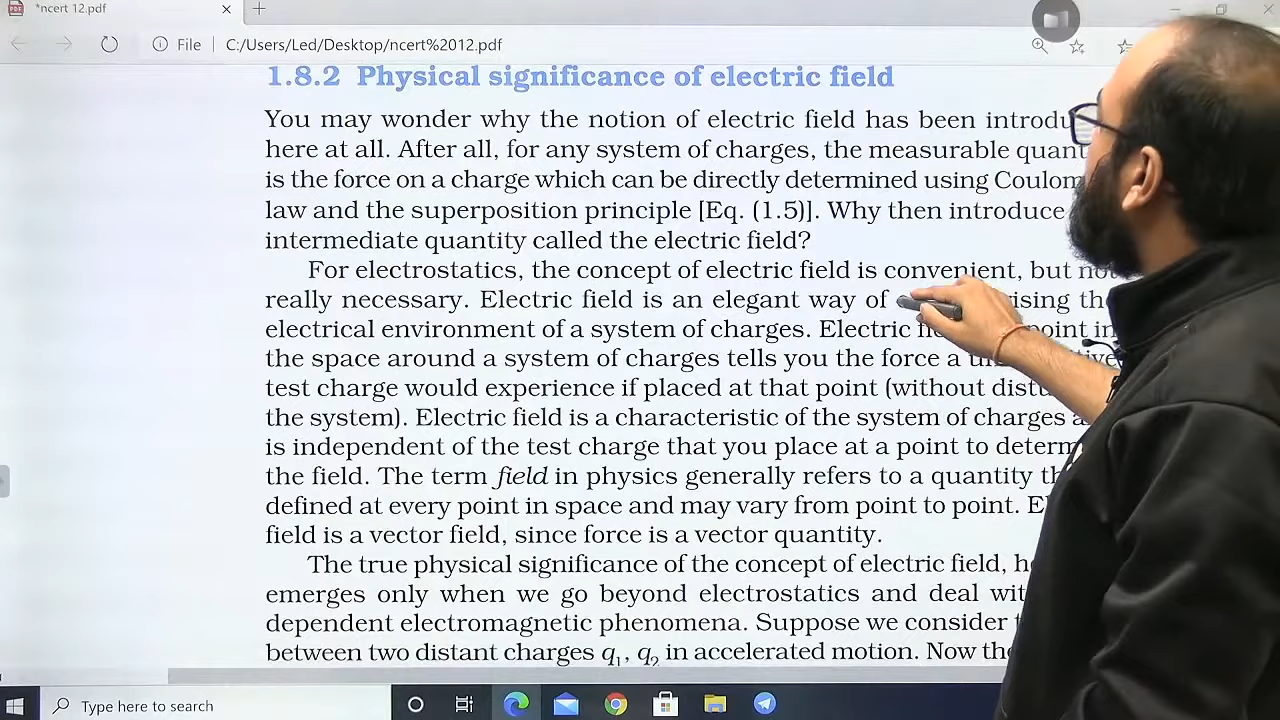 *ncert 12.pdf
File
C:/Users/Led/Desktop/ncert%2012.pdf
1.8.2 Physical significance of electric field
You may wonder why the notion of electric field has been
here at all. After all, for any system of charges, the measurable
is the force on a charge which can be directly determined using
law and the superposition principle [Eq. (1.5)]. Why then introduce
intermediate quantity called the electric field?
For electrostatics, the concept of electric field is convenient, but
really necessary. Electric field is an elegant way of
electrical environment of a system of charges. Electric point in
the space around a system of charges tells you the force a
test charge would experience if placed at that point (without
the system). Electric field is a characteristic of the system of charges
is independent of the test charge that you place at a point to
the field. The term field in physics generally refers to a quantity
defined at every point in space and may vary from point to point.
field is a vector field, since force is a vector quantity.
The true physical significance of the concept of electric field,
emerges only when we go beyond electrostatics and deal
dependent electromagnetic phenomena. Suppose we consider
between two distant charges q1, q2 in accelerated motion. Now
Type here to search